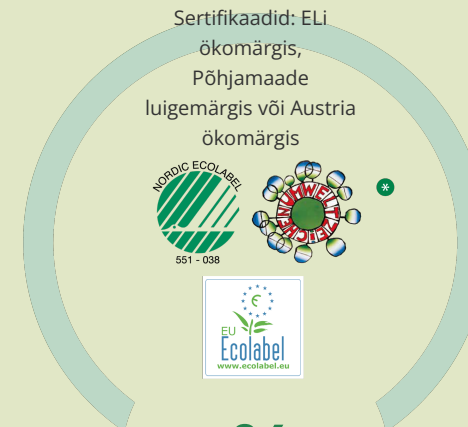 Sertifikaadid: ELi
ökomärgis,
Põhjamaade
luigemärgis või Austria
ökomärgis
NORDIC ECOLABEL
UMWELTZEICHEN
*
551 - 038
EU
Ecolabel
www.ecolabel.eu